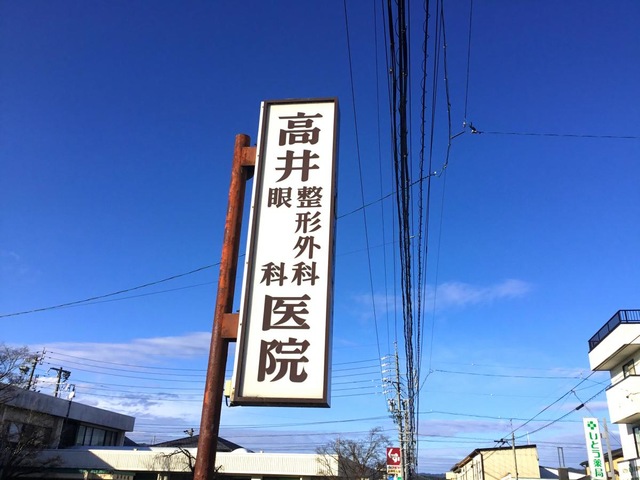 高井
整形外科
眼科
医院
いとう薬局